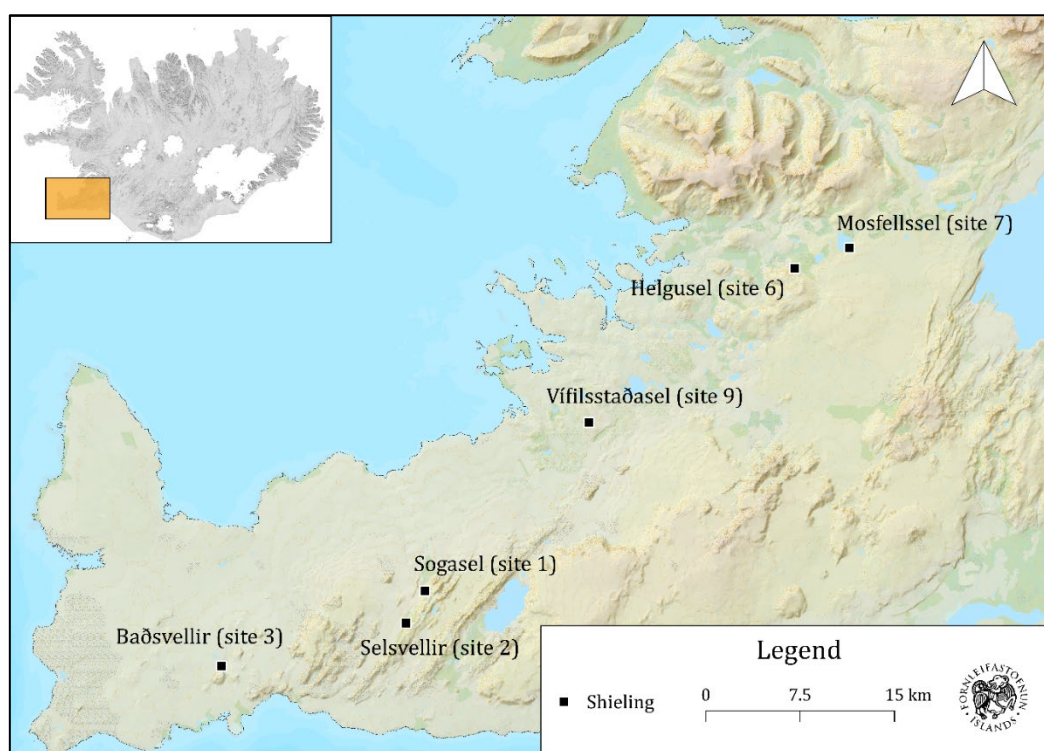 Mosfellssel (site 7)
Helgusel (site 6)
Vífilsstaðasel (site 9)
Sogasel (site 1)
Selsvellir (site 2)
Baðsvellir (site 3)
Legend
Shieling
0 7.5 15 km
FORNLEIFASTOFNUN ÍSLANDS